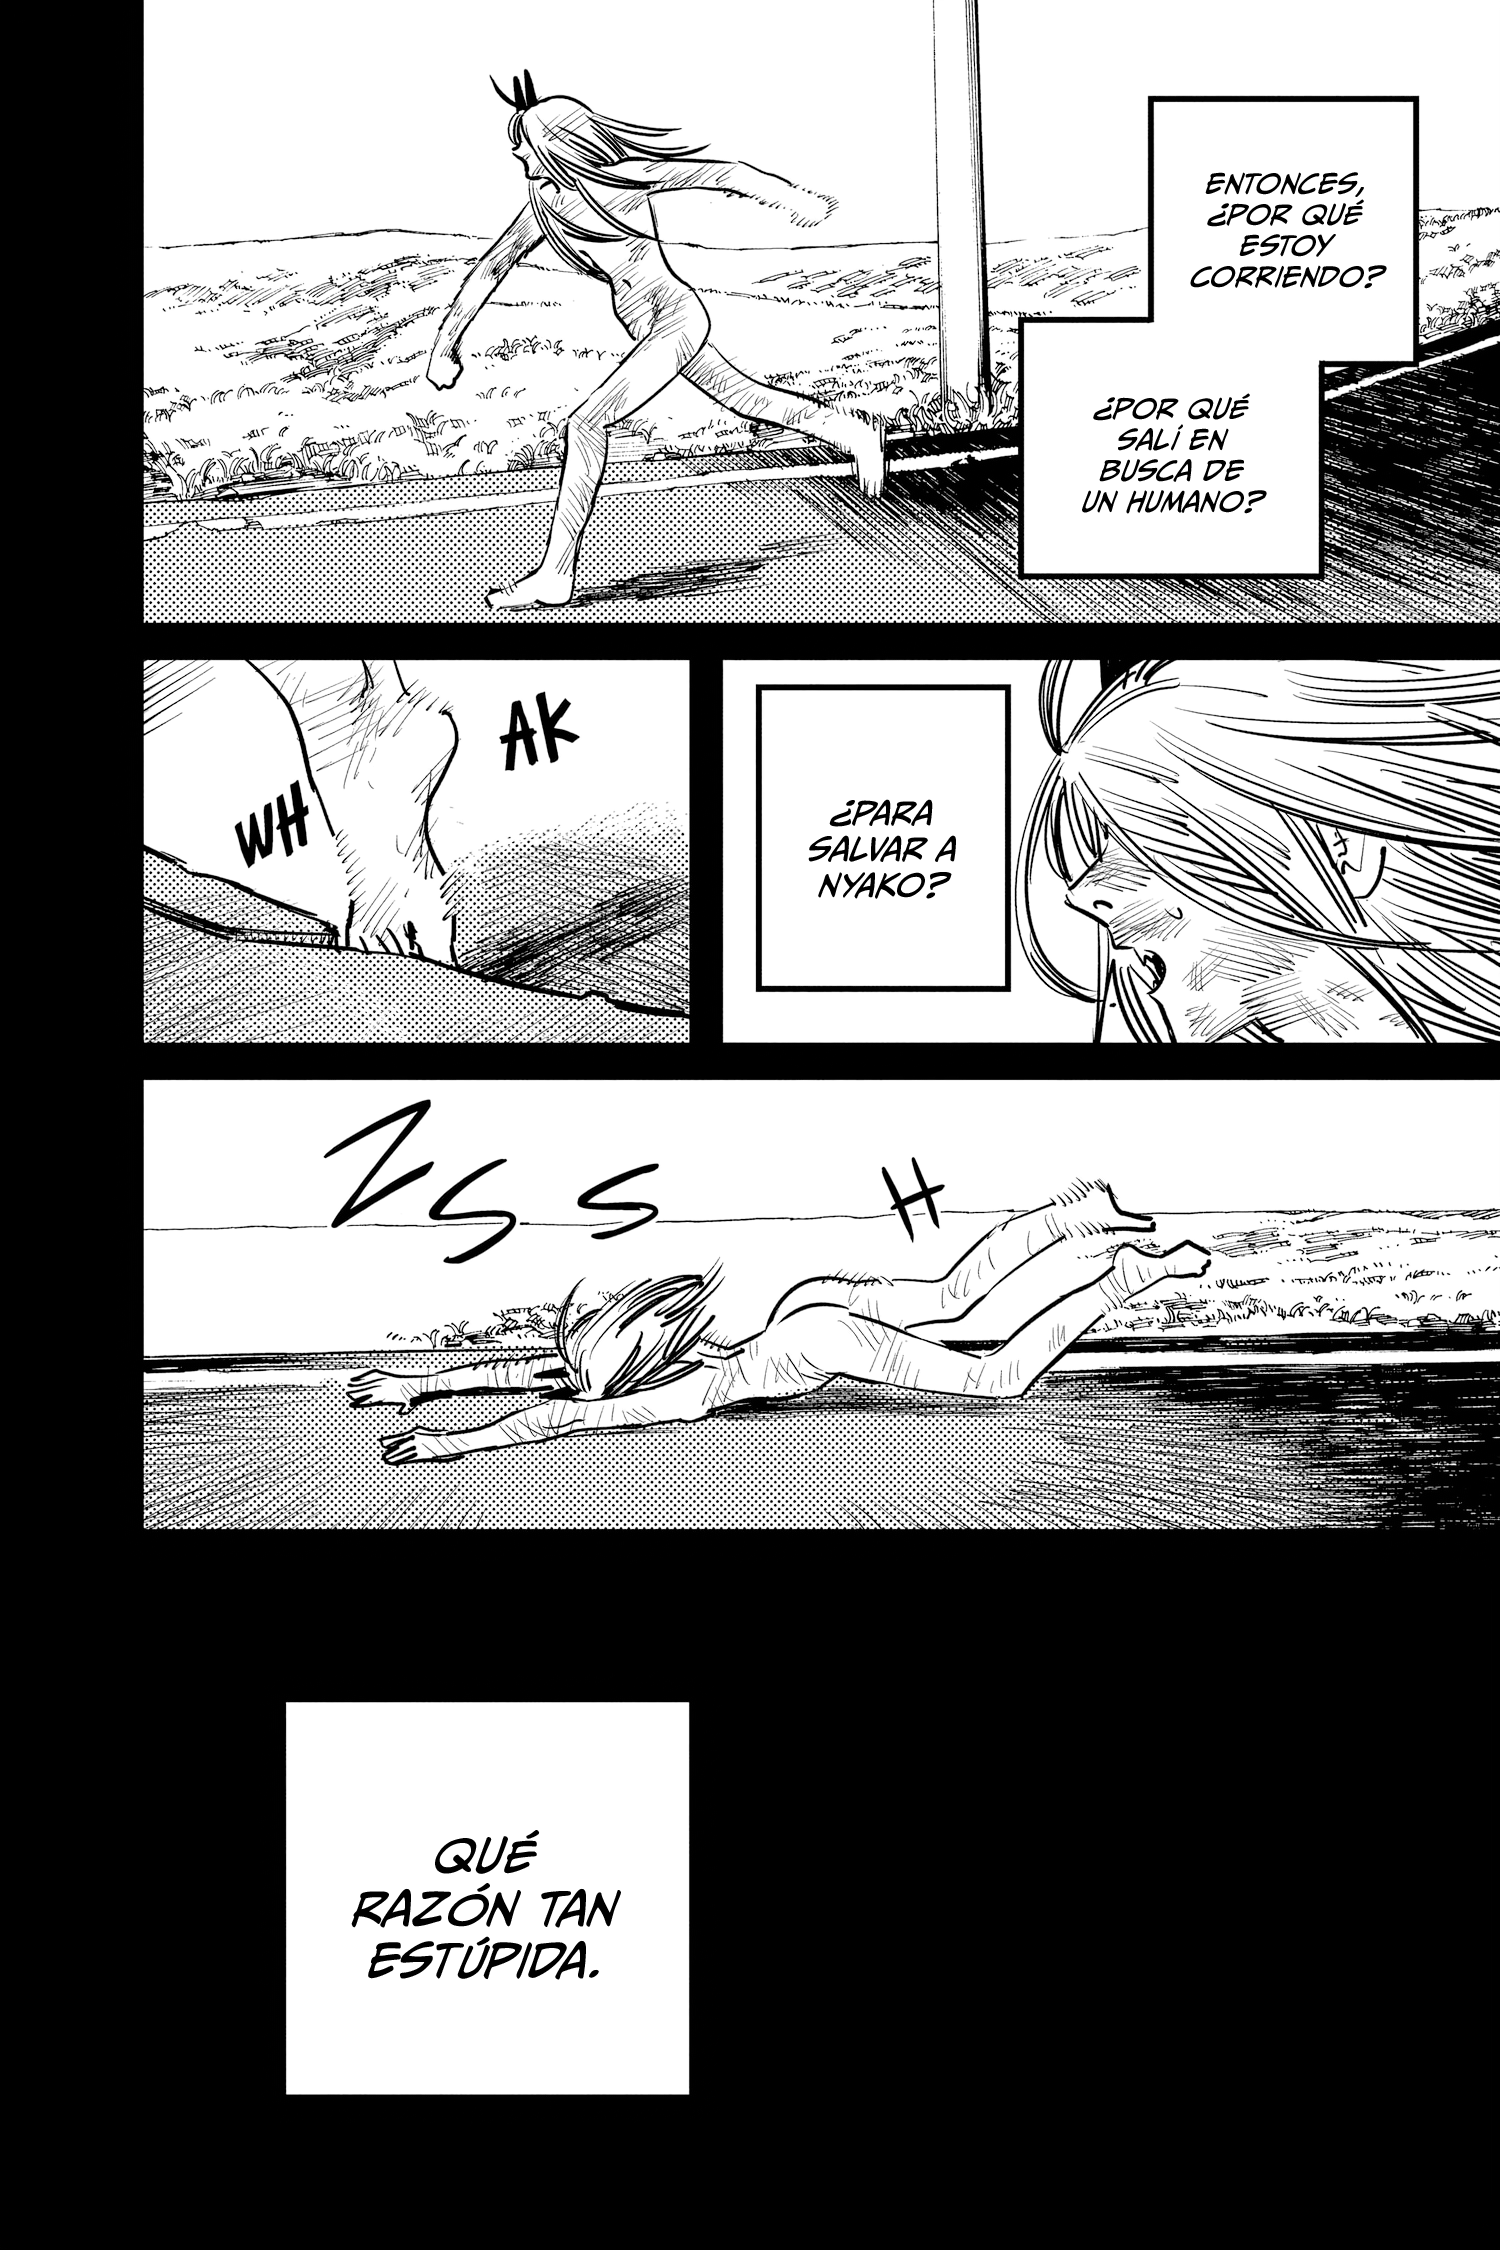 ENTONCES,
¿POR QUÉ
ESTOY
CORRIENDO?
¿POR QUÉ
SALÍ EN
BUSCA DE
UN HUMANO?
¿PARA
SALVAR A
NYAKO?
WH
AK
ZSS
H
QUÉ
RAZÓN TAN
ESTÚPIDA.